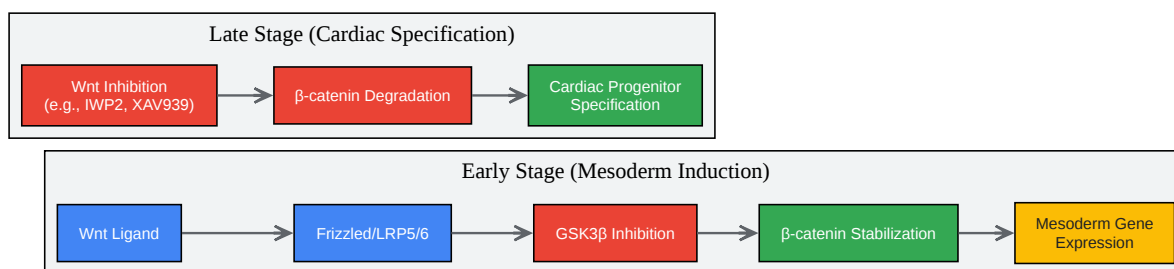 Late Stage (Cardiac Specification)
Wnt Inhibition
(e.g., IWP2, XAV939)
β-catenin Degradation
Cardiac Progenitor
Specification
Early Stage (Mesoderm Induction)
Wnt Ligand
Frizzled/LRP5/6
GSK3β Inhibition
β-catenin Stabilization
Mesoderm Gene
Expression